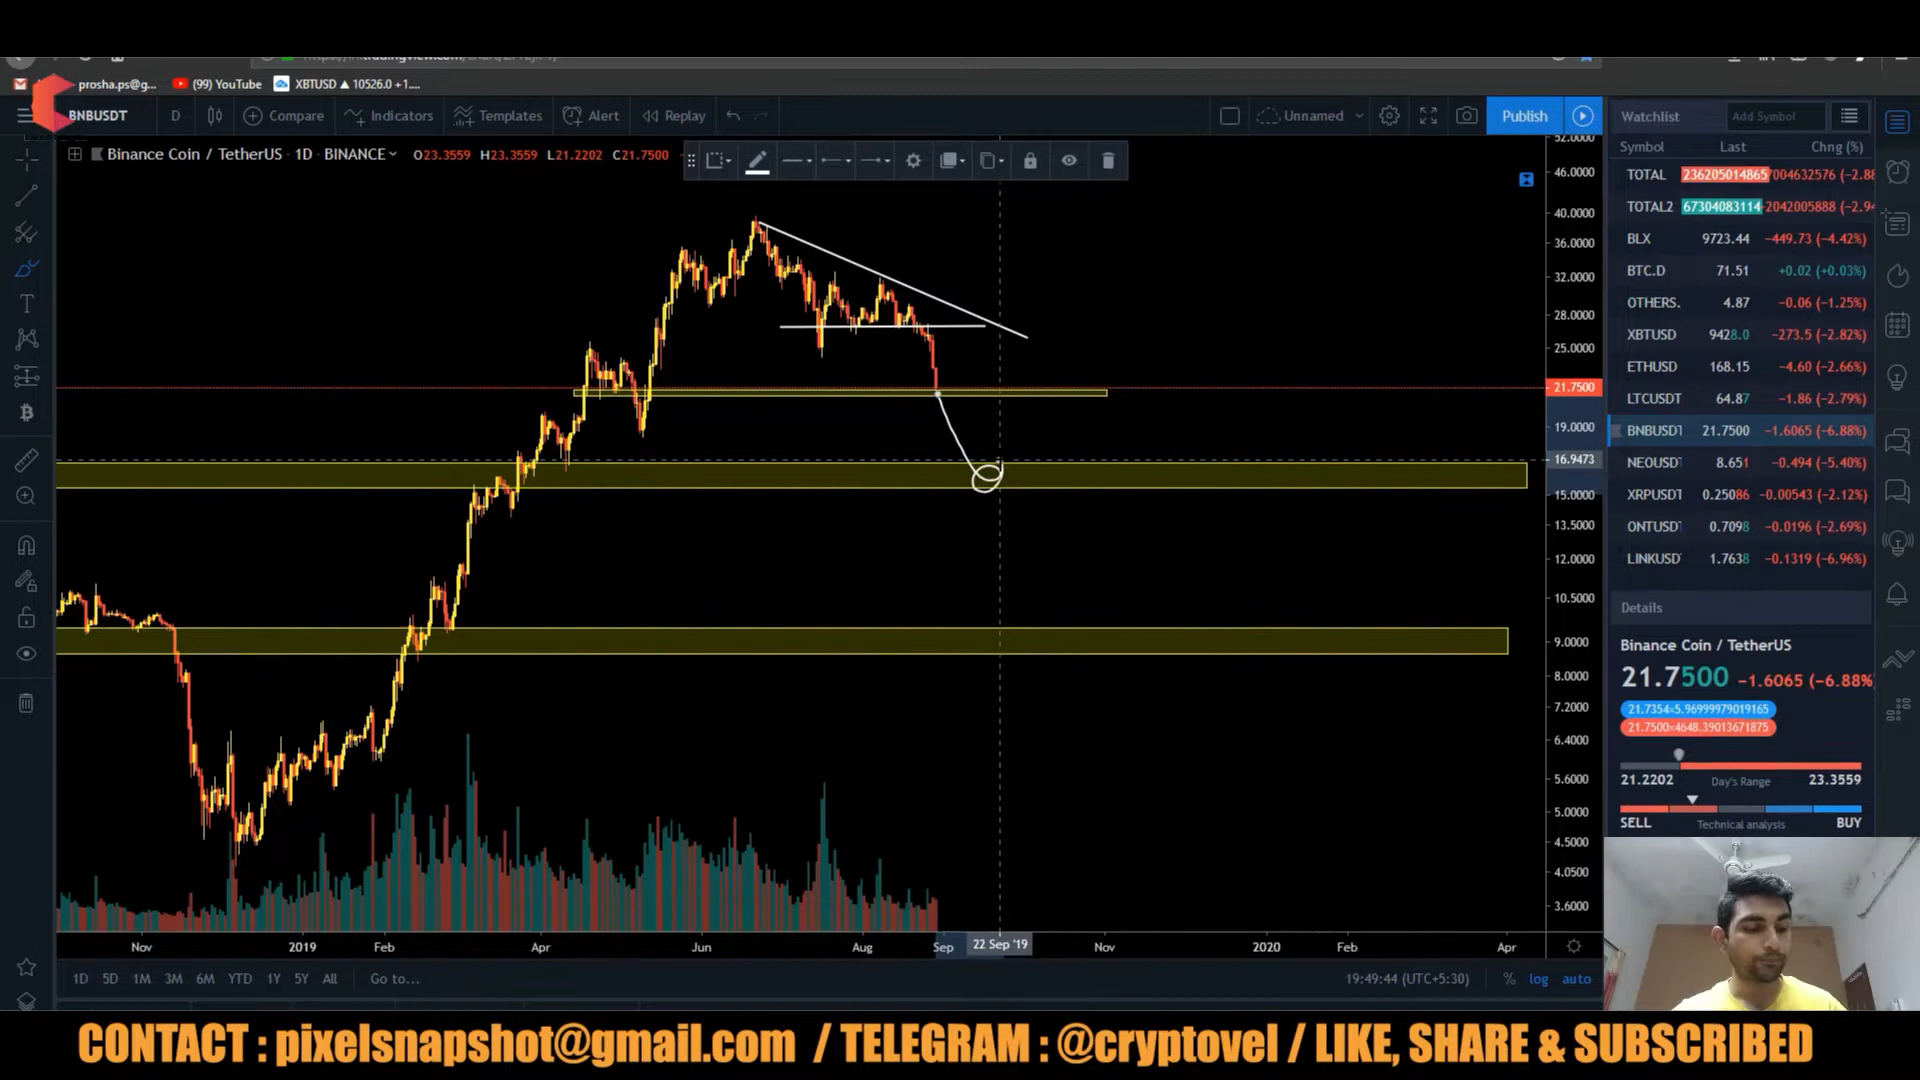 prosha.ps@g...
(99) YouTube
XBTUSD ▲ 10526.0 +1....
BNBUSDT
D
Compare
Indicators
Templates
Alert
Replay
Unnamed
Publish
Binance Coin / TetherUS · 1D · BINANCE
O23.3559 H23.3559 L21.2202 C21.7500
52.0000
46.0000
40.0000
36.0000
32.0000
28.0000
25.0000
21.7500
19.0000
16.9473
15.0000
13.5000
12.0000
10.5000
9.0000
8.0000
7.2000
6.4000
5.6000
5.0000
4.5000
4.0500
3.6000
Nov 2019 Feb Apr Jun Aug Sep 22 Sep '19 Nov 2020 Feb Apr
1D 5D 1M 3M 6M YTD 1Y 5Y All Go to...
19:49:44 (UTC+5:30) % log auto
Watchlist
Add Symbol
Symbol Last Chng (%)
TOTAL 236205014865 7004632576 (−2.88
TOTAL2 67304083114 -2042005888 (−2.94
BLX 9723.44 −449.73 (−4.42%)
BTC.D 71.51 +0.02 (+0.03%)
OTHERS. 4.87 −0.06 (−1.25%)
XBTUSD 9428.0 −273.5 (−2.82%)
ETHUSD 168.15 −4.60 (−2.66%)
LTCUSDT 64.87 −1.86 (−2.79%)
BNBUSDT 21.7500 −1.6065 (−6.88%)
NEOUSDT 8.651 −0.494 (−5.40%)
XRPUSDT 0.25086 −0.00543 (−2.12%)
ONTUSDT 0.7098 −0.0196 (−2.69%)
LINKUSD 1.7638 −0.1319 (−6.96%)
Details
Binance Coin / TetherUS
21.7500 −1.6065 (−6.88%
21.7354×5.96999979019165
21.7500×4648.39013671875
21.2202 Day's Range 23.3559
SELL Technical analysis BUY
CONTACT : pixelsnapshot@gmail.com / TELEGRAM : @cryptovel / LIKE, SHARE & SUBSCRIBED